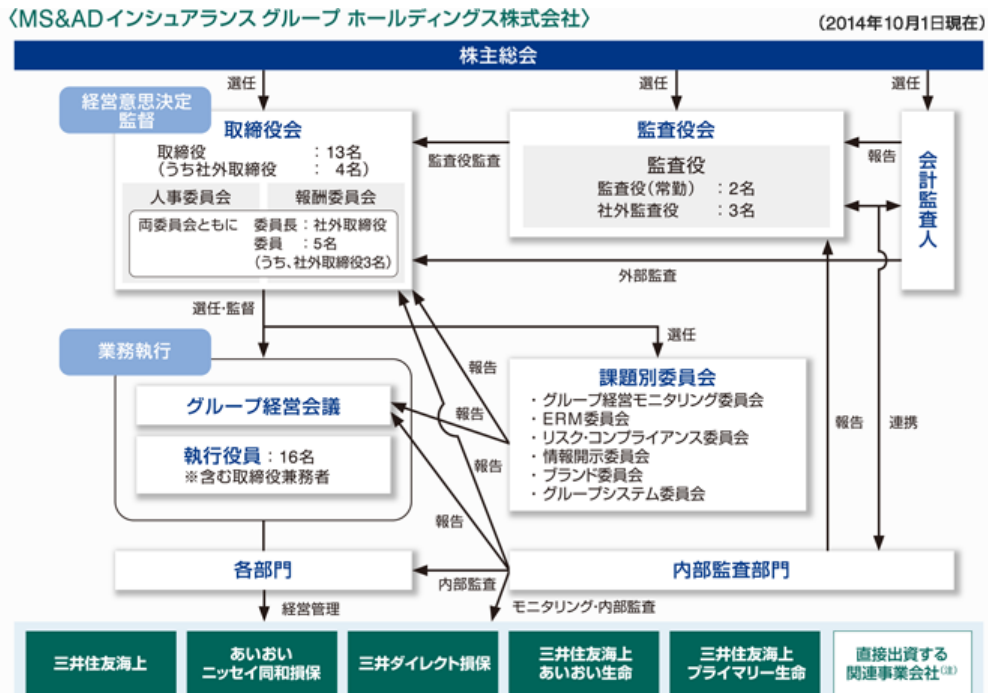 〈MS&ADインシュアランス グループ ホールディングス株式会社〉
（2014年10月1日現在）
株主総会
選任
選任
選任
経営意思決定
監督
取締役会
取締役 ：13名
（うち社外取締役 ： 4名）
人事委員会
報酬委員会
両委員会ともに 委員長：社外取締役
委員 ：5名
（うち、社外取締役3名）
監査役監査
監査役会
監査役
監査役（常勤） ：2名
社外監査役 ：3名
報告
会計監査人
外部監査
選任・監督
選任
業務執行
グループ経営会議
執行役員：16名
※含む取締役兼務者
報告
報告
報告
報告
課題別委員会
・グループ経営モニタリング委員会
・ERM委員会
・リスク・コンプライアンス委員会
・情報開示委員会
・ブランド委員会
・グループシステム委員会
報告
連携
各部門
内部監査
内部監査部門
経営管理
モニタリング・内部監査
三井住友海上
あいおい
ニッセイ同和損保
三井ダイレクト損保
三井住友海上
あいおい生命
三井住友海上
プライマリー生命
直接出資する
関連事業会社（注）